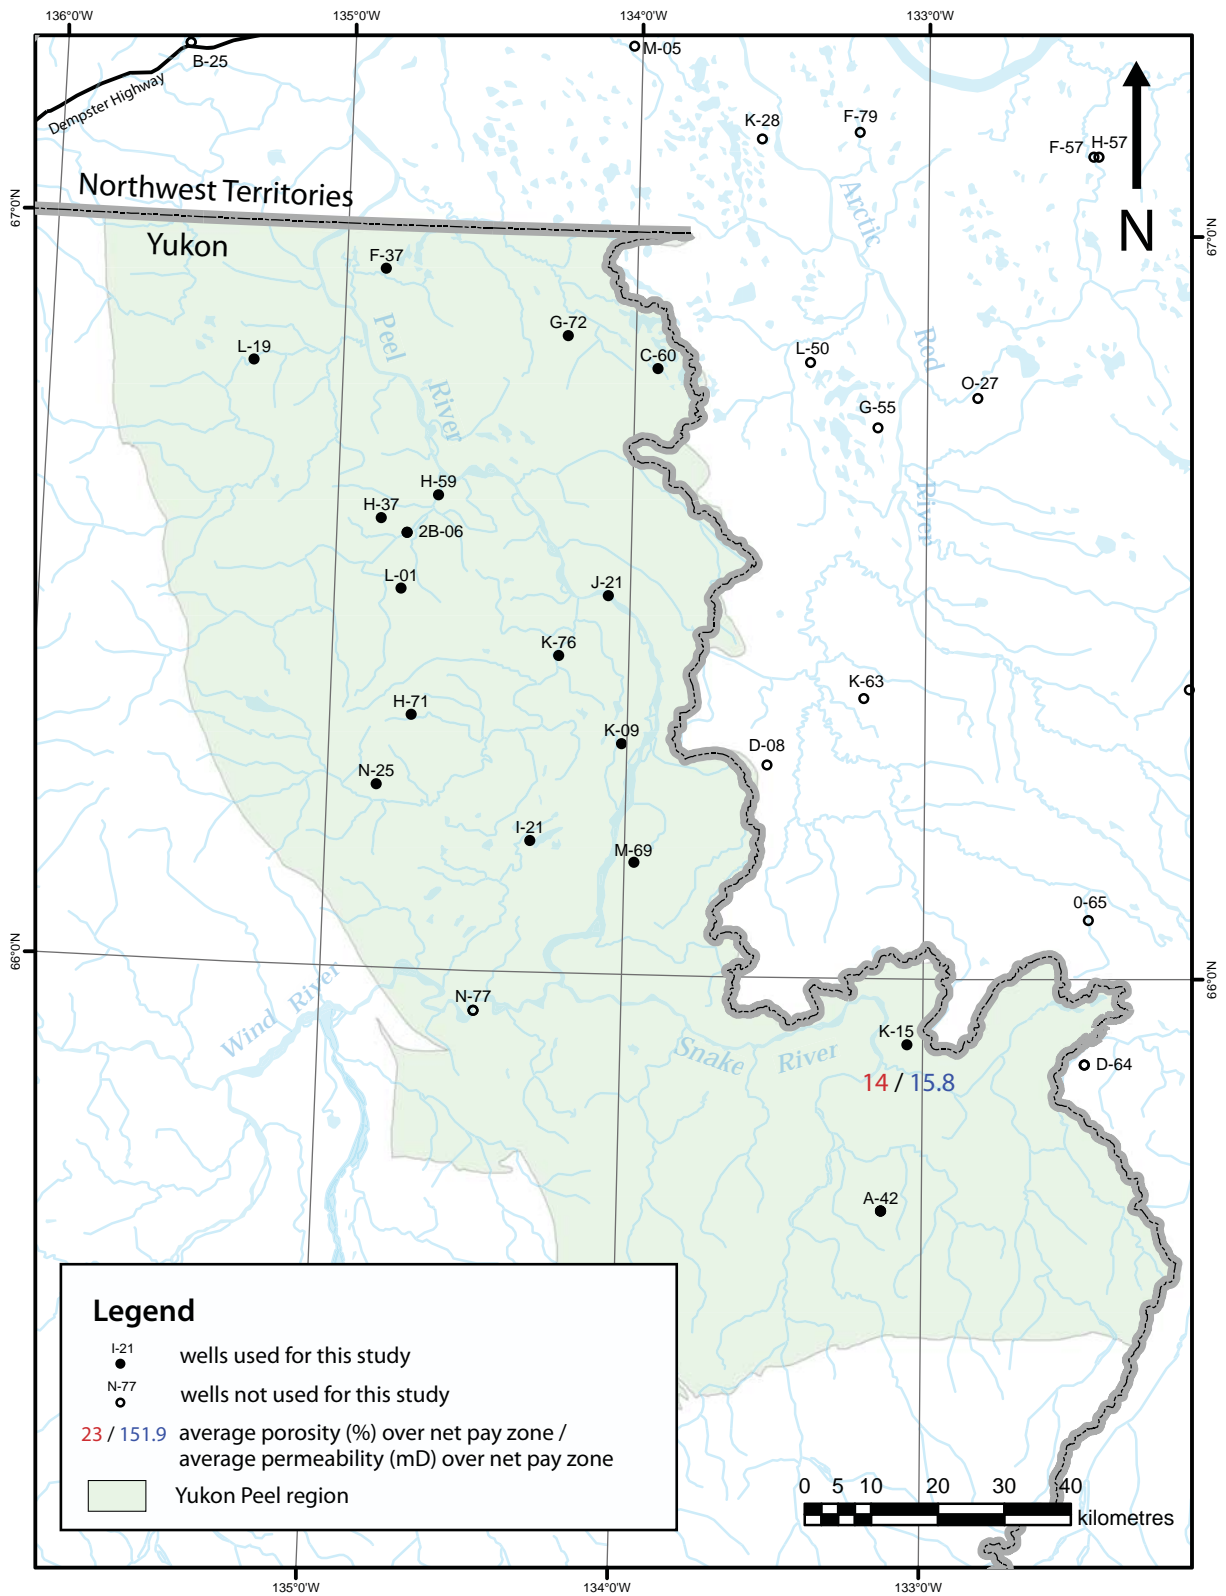 136°0'W
135°0'W
134°0'W
133°0'W
B-25
M-05
Dempster Highway
K-28
F-79
F-57
H-57
N
Northwest Territories
67°0'N
67°0'N
Yukon
Arctic
F-37
Peel
G-72
L-19
C-60
L-50
Red
River
O-27
G-55
H-59
H-37
2B-06
River
L-01
J-21
K-76
K-63
H-71
K-09
D-08
N-25
I-21
M-69
0-65
66°0'N
66°0'N
Wind River
N-77
K-15
Snake River
D-64
14 / 15.8
A-42
Legend
I-21
wells used for this study
N-77
wells not used for this study
23 / 151.9 average porosity (%) over net pay zone /
average permeability (mD) over net pay zone
Yukon Peel region
0 5 10 20 30 40
kilometres
135°0'W
134°0'W
133°0'W